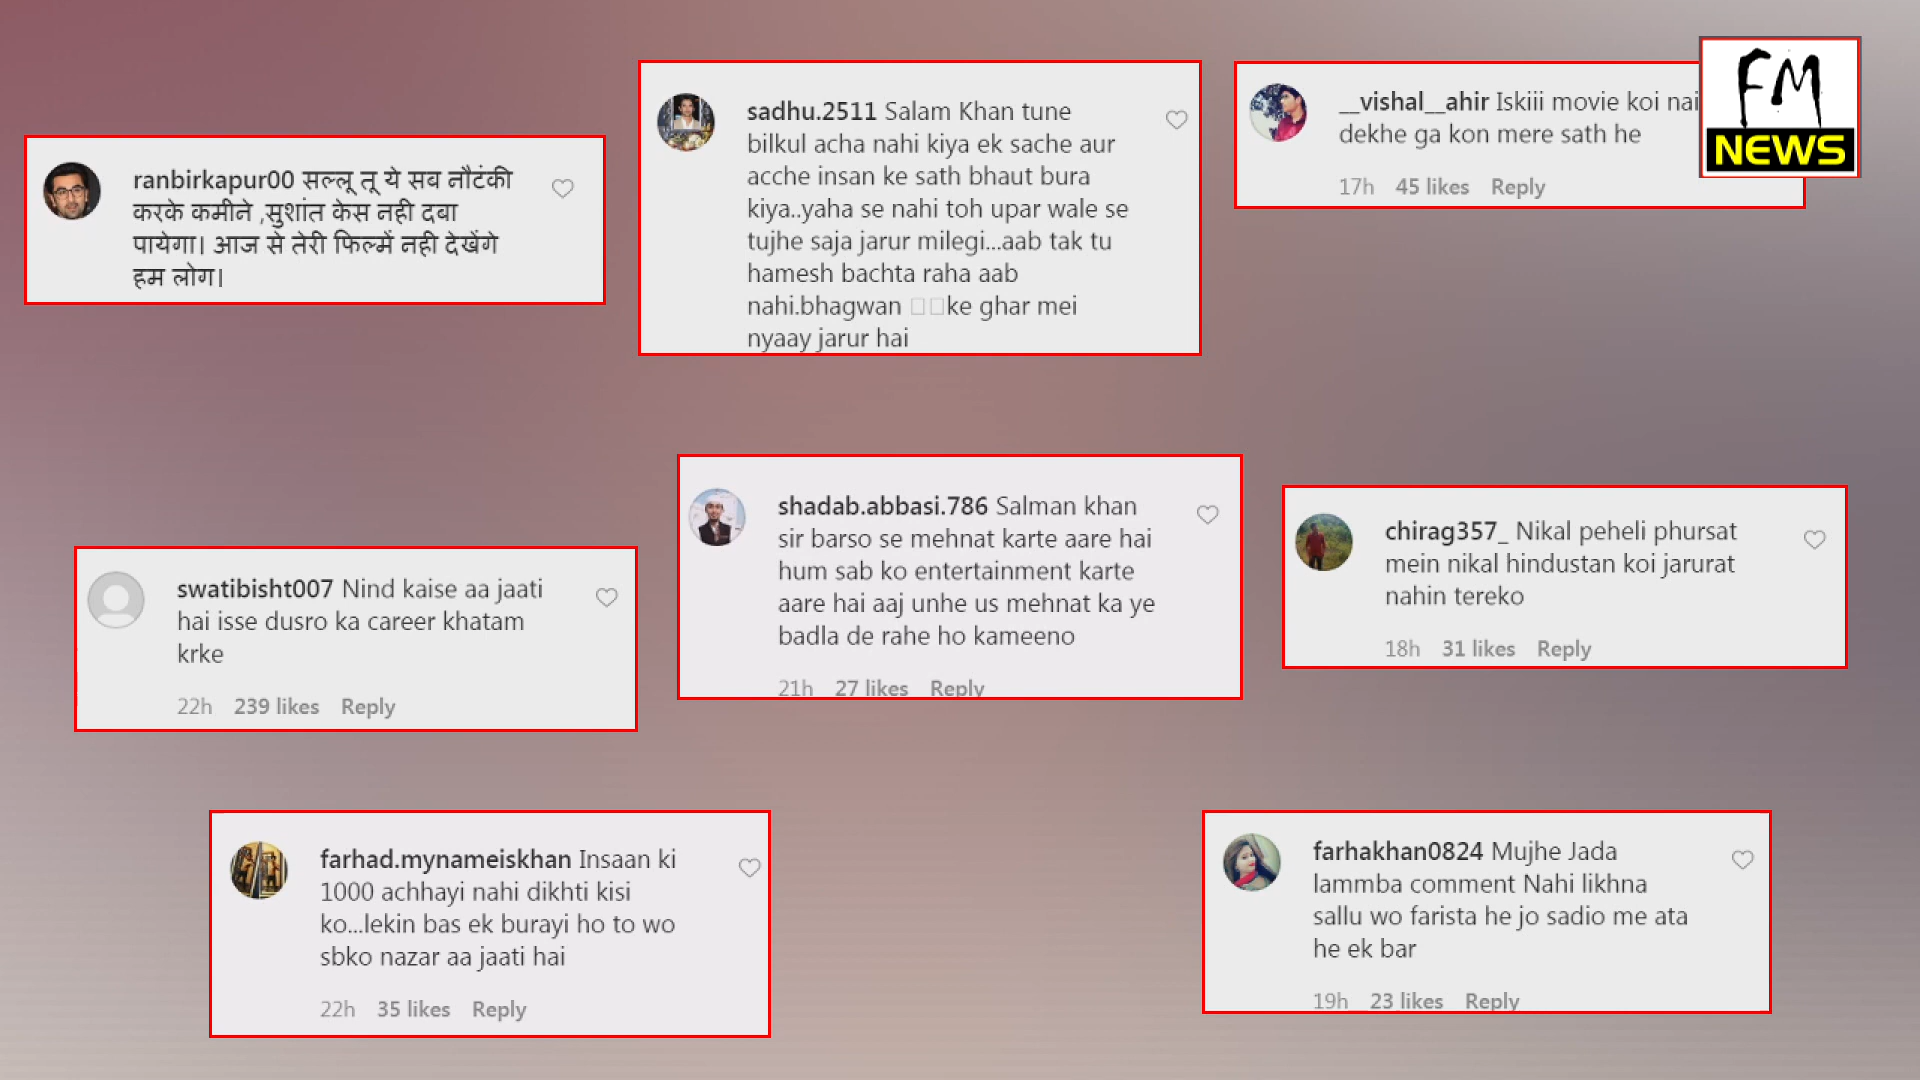 ranbirkapur00 सल्लू तू ये सब नौटंकी
करके कमीने ,सुशांत केस नही दबा
पायेगा। आज से तेरी फिल्में नही देखेंगे
हम लोग।
sadhu.2511 Salam Khan tune
bilkul acha nahi kiya ek sache aur
acche insan ke sath bhaut bura
kiya..yaha se nahi toh upar wale se
tujhe saja jarur milegi...aab tak tu
hamesh bachta raha aab
nahi.bhagwan □□ke ghar mei
nyaay jarur hai
__vishal__ahir Iskiii movie koi nai
dekhe ga kon mere sath he
17h 45 likes Reply
FM
NEWS
swatibisht007 Nind kaise aa jaati
hai isse dusro ka career khatam
krke
22h 239 likes Reply
shadab.abbasi.786 Salman khan
sir barso se mehnat karte aare hai
hum sab ko entertainment karte
aare hai aaj unhe us mehnat ka ye
badla de rahe ho kameeno
21h 27 likes Reply
chirag357_ Nikal peheli phursat
mein nikal hindustan koi jarurat
nahin tereko
18h 31 likes Reply
farhad.mynameiskhan Insaan ki
1000 achhayi nahi dikhti kisi
ko...lekin bas ek burayi ho to wo
sbko nazar aa jaati hai
22h 35 likes Reply
farhakhan0824 Mujhe Jada
lammba comment Nahi likhna
sallu wo farista he jo sadio me ata
he ek bar
19h 23 likes Reply